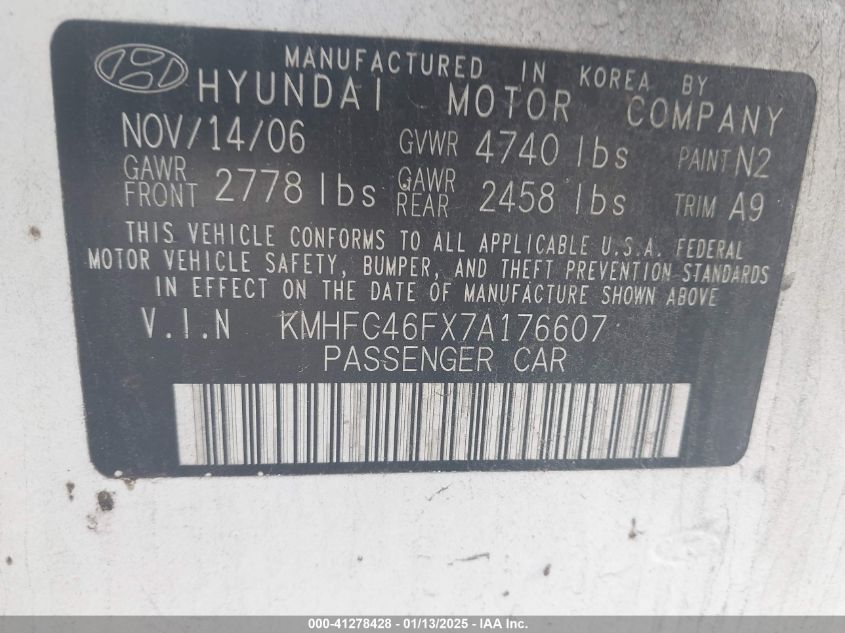 MANUFACTURED IN KOREA BY
HYUNDAI MOTOR COMPANY
NOV/14/06 GVWR 4740 lbs PAINT N2
GAWR FRONT 2778 lbs GAWR REAR 2458 lbs TRIM A9
THIS VEHICLE CONFORMS TO ALL APPLICABLE U.S.A. FEDERAL
MOTOR VEHICLE SAFETY, BUMPER, AND THEFT PREVENTION STANDARDS
IN EFFECT ON THE DATE OF MANUFACTURE SHOWN ABOVE
V.I.N KMHFC46FX7A176607
PASSENGER CAR
000-41278428 - 01/13/2025 - IAA Inc.